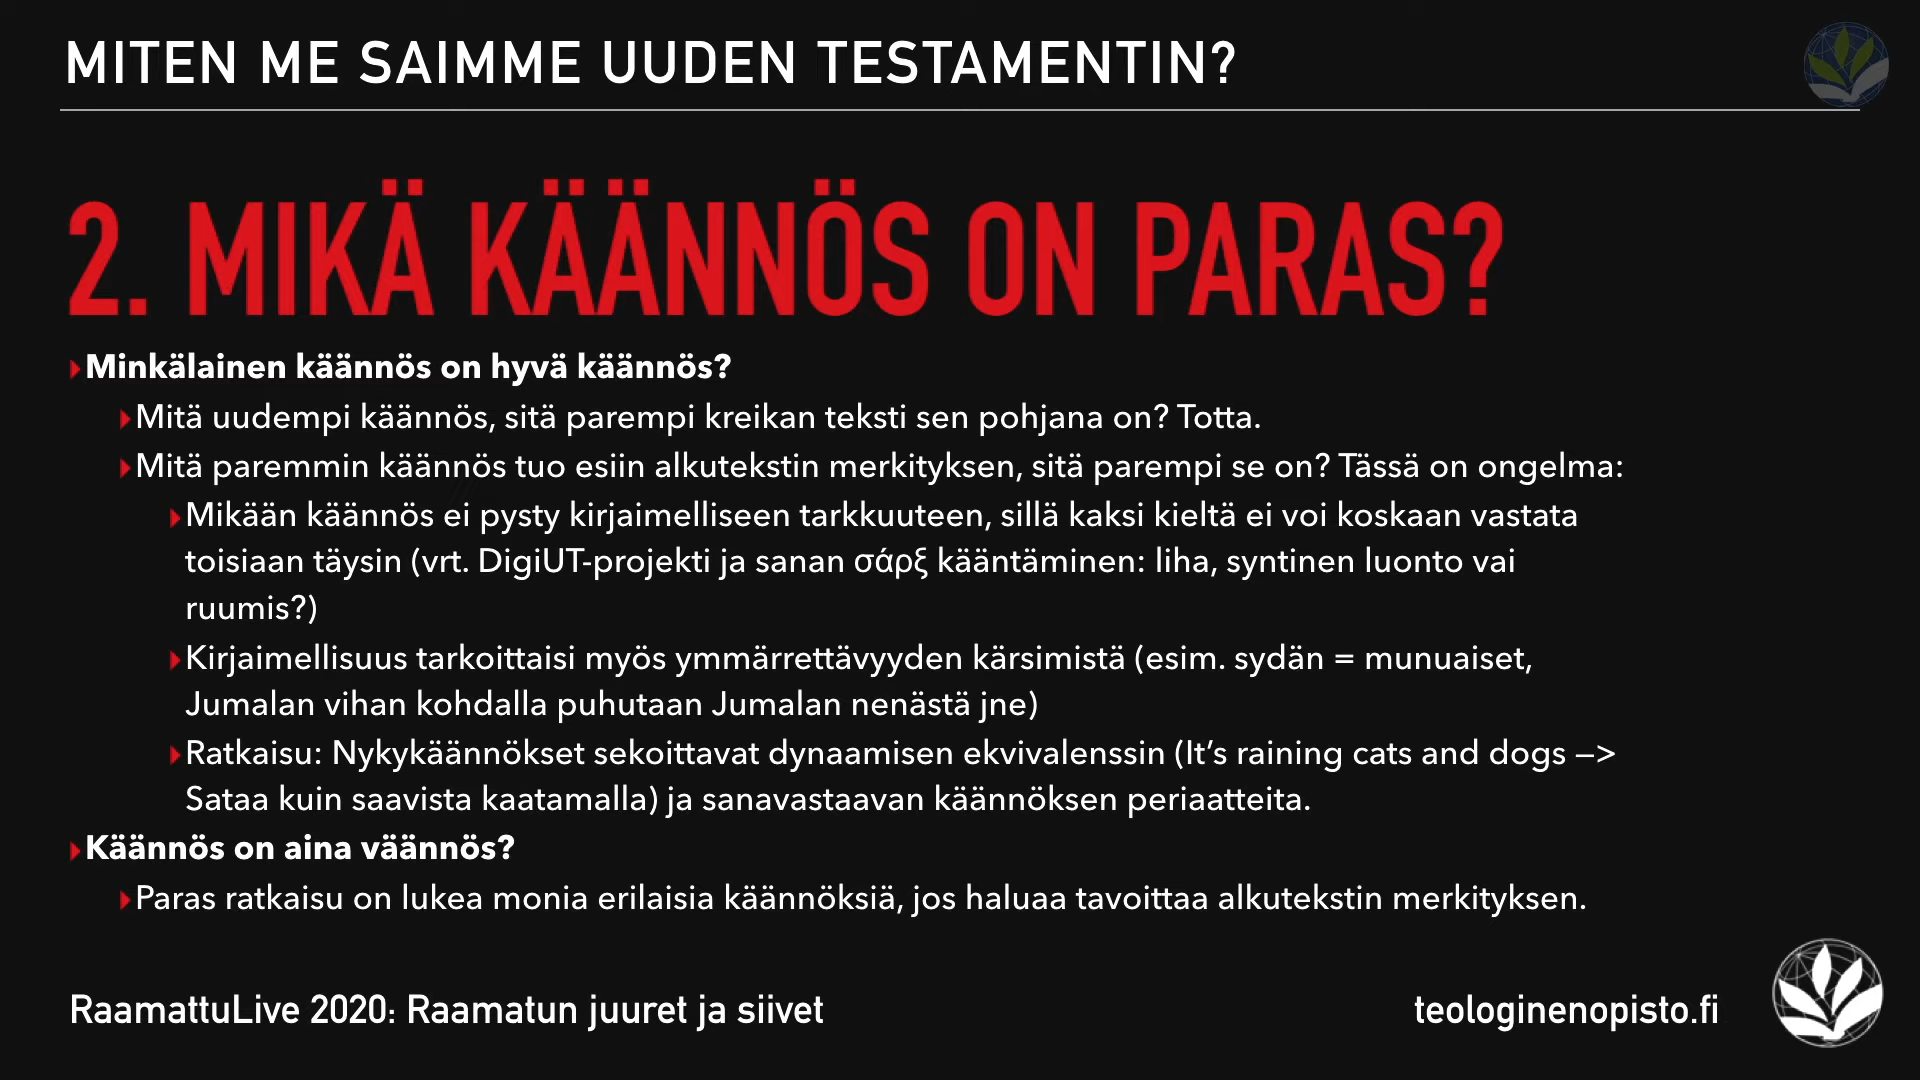 MITEN ME SAIMME UUDEN TESTAMENTIN?
2. MIKÄ KÄÄNNÖS ON PARAS?
Minkälainen käännös on hyvä käännös?
Mitä uudempi käännös, sitä parempi kreikan teksti sen pohjana on? Totta.
Mitä paremmin käännös tuo esiin alkutekstin merkityksen, sitä parempi se on? Tässä on ongelma:
Mikään käännös ei pysty kirjaimelliseen tarkkuuteen, sillä kaksi kieltä ei voi koskaan vastata
toisiaan täysin (vrt. DigiUT-projekti ja sanan σάρξ kääntäminen: liha, syntinen luonto vai
ruumis?)
Kirjaimellisuus tarkoittaisi myös ymmärrettävyyden kärsimistä (esim. sydän = munuaiset,
Jumalan vihan kohdalla puhutaan Jumalan nenästä jne)
Ratkaisu: Nykykäännökset sekoittavat dynaamisen ekvivalenssin (It’s raining cats and dogs —>
Sataa kuin saavista kaatamalla) ja sanavastaavan käännöksen periaatteita.
Käännös on aina väännös?
Paras ratkaisu on lukea monia erilaisia käännöksiä, jos haluaa tavoittaa alkutekstin merkityksen.
RaamattuLive 2020: Raamatun juuret ja siivet
teologinenopisto.fi